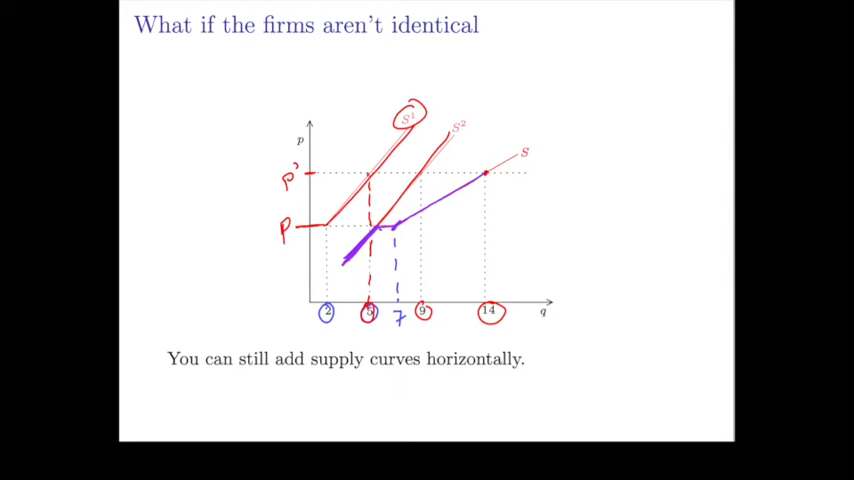 What if the firms aren't identical
S¹
S²
p
S
p'
p
2 5 7 9 14 q
You can still add supply curves horizontally.